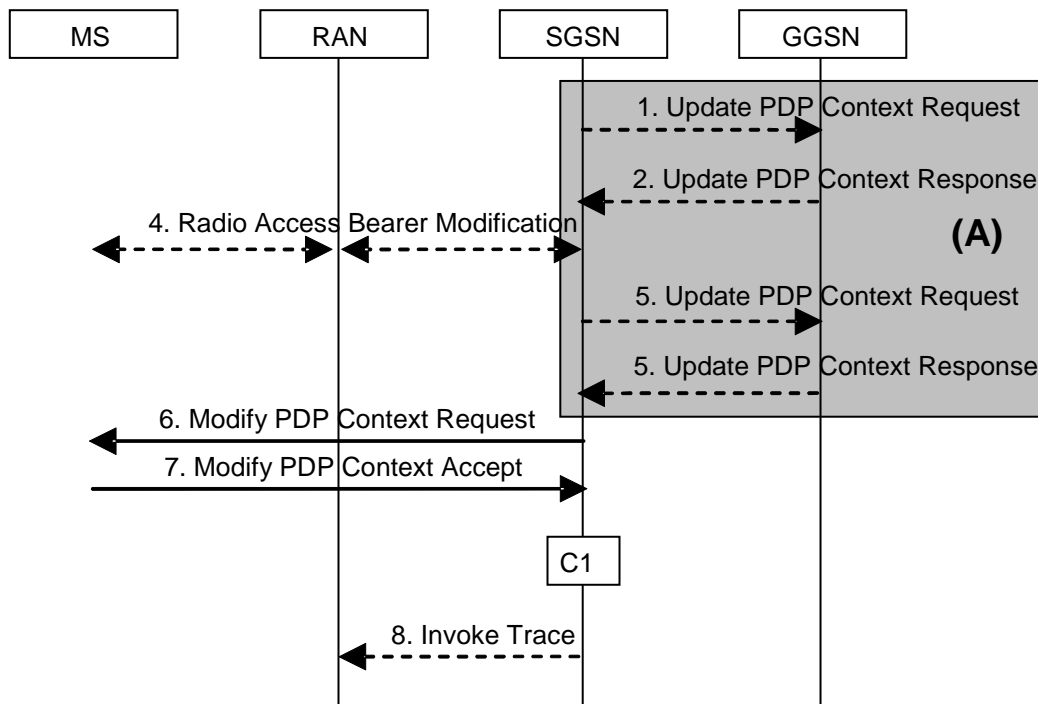 MS
RAN
SGSN
GGSN
1. Update PDP Context Request
2. Update PDP Context Response
4. Radio Access Bearer Modification
(A)
5. Update PDP Context Request
5. Update PDP Context Response
6. Modify PDP Context Request
7. Modify PDP Context Accept
C1
8. Invoke Trace